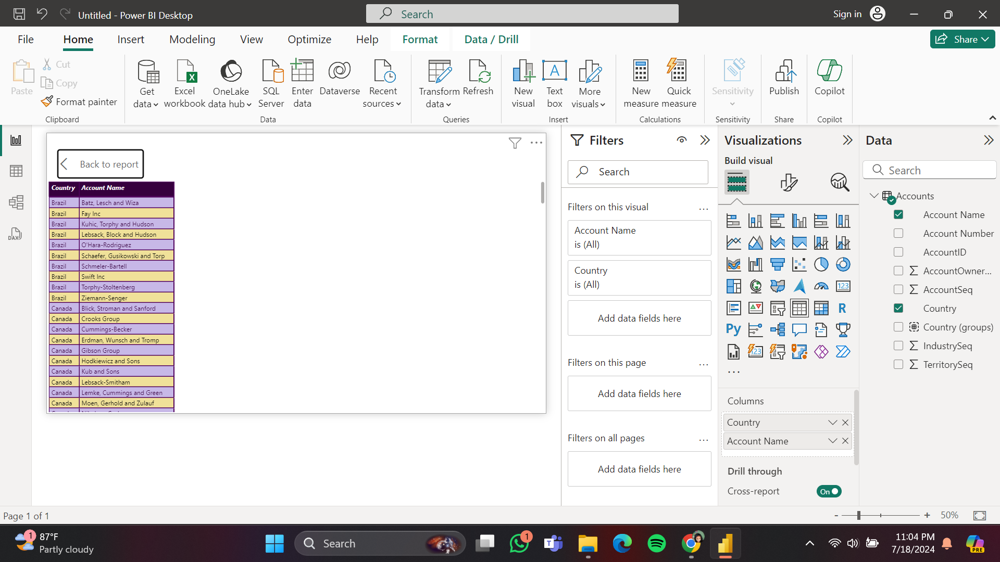 Untitled - Power BI Desktop
Search
Sign in
File
Home
Insert
Modeling
View
Optimize
Help
Format
Data / Drill
Share
Paste
Cut
Copy
Format painter
Clipboard
Get data
Excel workbook
OneLake data hub
SQL Server
Enter data
Dataverse
Recent sources
Data
Transform data
Refresh
Queries
New visual
Text box
More visuals
Insert
New measure
Quick measure
Calculations
Sensitivity
Sensitivity
Publish
Share
Copilot
Copilot
Back to report
Country Account Name
Brazil Batz, Lesch and Wiza
Brazil Fay Inc
Brazil Kuhic, Torphy and Hudson
Brazil Lebsack, Block and Hudson
Brazil O'Hara-Rodriguez
Brazil Schaefer, Gusikowski and Torp
Brazil Schmeler-Bartell
Brazil Swift Inc
Brazil Torphy-Stoltenberg
Brazil Ziemann-Senger
Canada Blick, Stroman and Sanford
Canada Crooks Group
Canada Cummings-Becker
Canada Erdman, Wunsch and Tromp
Canada Gibson Group
Canada Hodkiewicz and Sons
Canada Kub and Sons
Canada Lebsack-Smitham
Canada Lemke, Cummings and Green
Canada Moen, Gerhold and Zulauf
Filters
Search
Filters on this visual
Account Name
is (All)
Country
is (All)
Add data fields here
Filters on this page
Add data fields here
Filters on all pages
Add data fields here
Visualizations
Build visual
123
R
Py
123
Columns
Country
Account Name
Drill through
Cross-report
On
Data
Search
Accounts
Account Name
Account Number
AccountID
AccountOwner...
AccountSeq
Country
Country (groups)
IndustrySeq
TerritorySeq
DAX
Page 1 of 1
- + 50%
1
87°F
Partly cloudy
Search
1
T
11:04 PM
7/18/2024
PRE